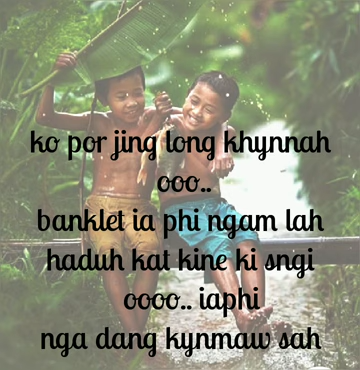 ko por jing long khynnah
ooo..
banklet ia phi ngam lah
haduh kat kine ki sngi
oooo.. iaphi
nga dang kynmaw sah